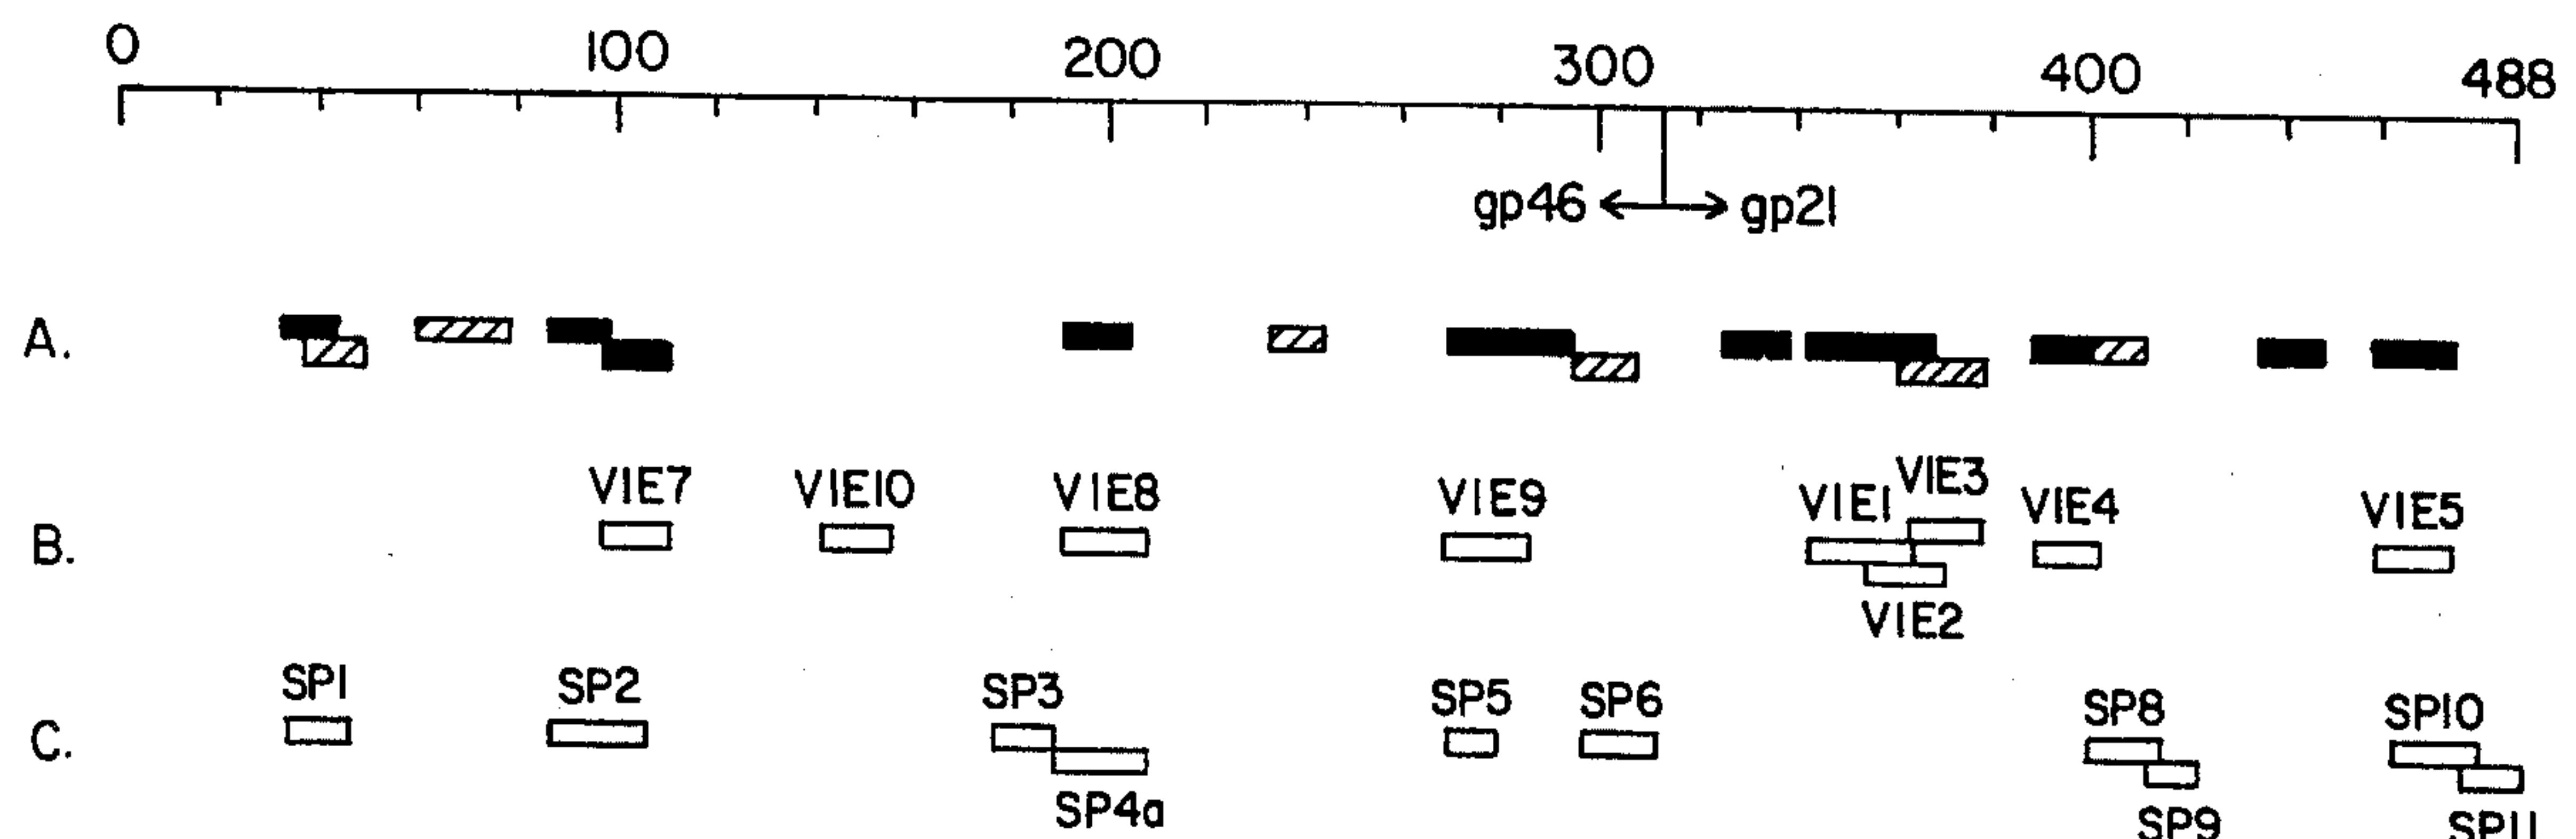 0 100 200 300 400 488
gp46 gp21
A.
VIE7 VIE10 VIE8 VIE9 VIE1 VIE3 VIE4 VIE5
B.
VIE2
SP1 SP2 SP3 SP5 SP6 SP8 SP10
C.
SP4a SP9 SP11